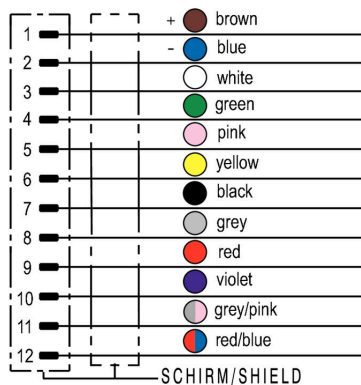 + brown
1
- blue
2
white
3
green
4
pink
5
yellow
6
black
7
grey
8
red
9
violet
10
grey/pink
11
red/blue
12
SCHIRM/SHIELD